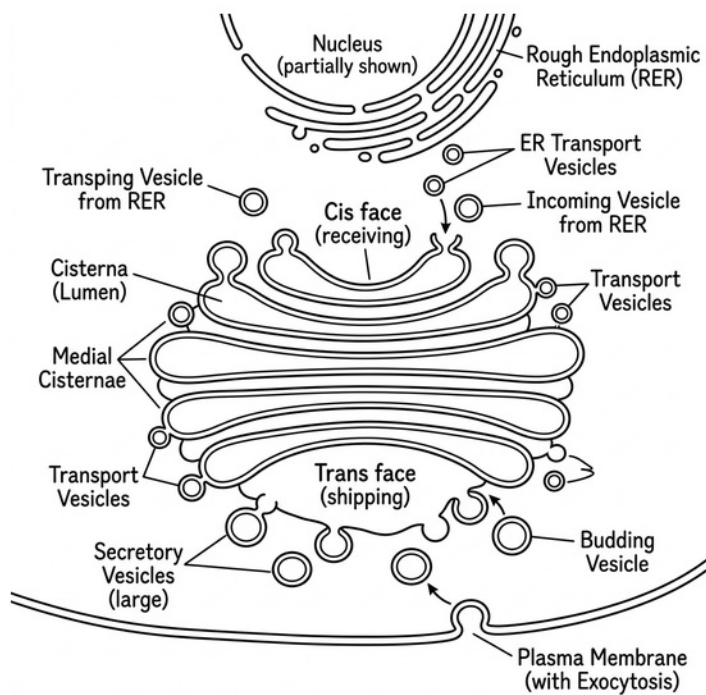 Nucleus
(partially shown)
Rough Endoplasmic
Reticulum (RER)
ER Transport
Vesicles
Transping Vesicle
from RER
Incoming Vesicle
from RER
Cis face
(receiving)
Cisterna
(Lumen)
Transport
Vesicles
Medial
Cisternae
Transport
Vesicles
Trans face
(shipping)
Secretory
Vesicles
(large)
Budding
Vesicle
Plasma Membrane
(with Exocytosis)